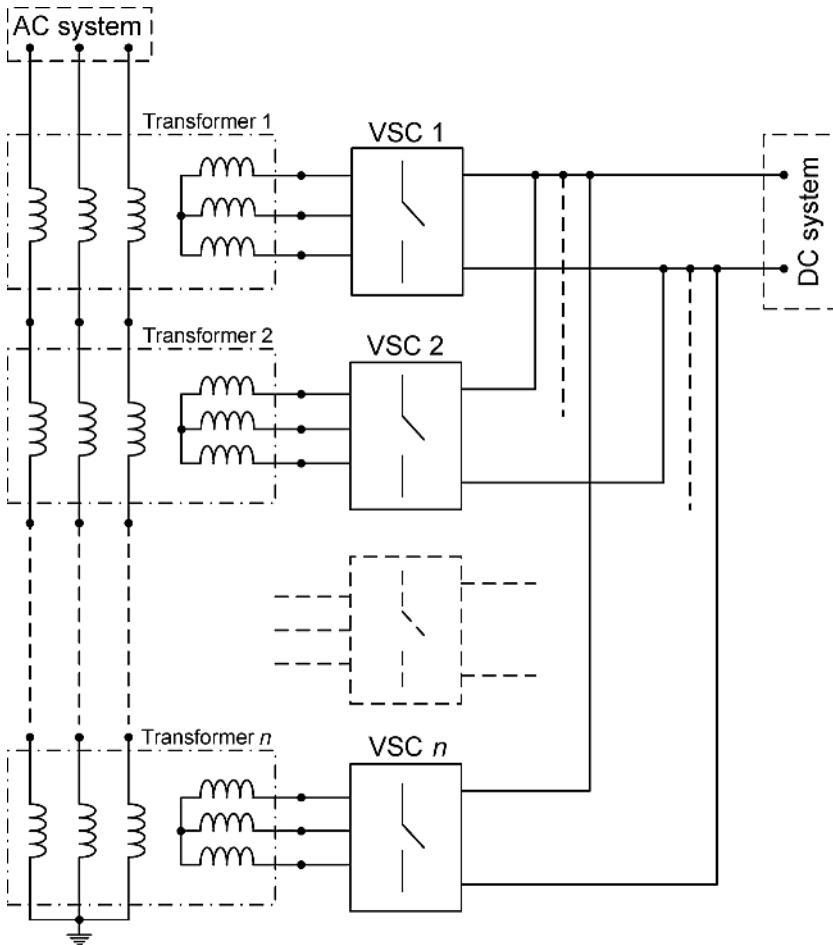 AC system
Transformer 1
VSC 1
DC system
Transformer 2
VSC 2
Transformer n
VSC n